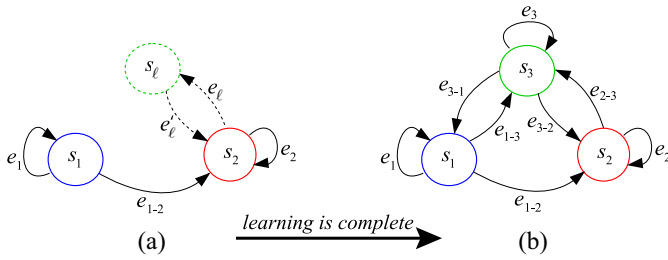 e3
sℓ
s3
eℓ
e3-1
e2-3
e′ℓ
e1-3
e3-2
e1
s1
s2
e2
e1
s1
s2
e2
e1-2
e1-2
learning is complete
(a)
(b)